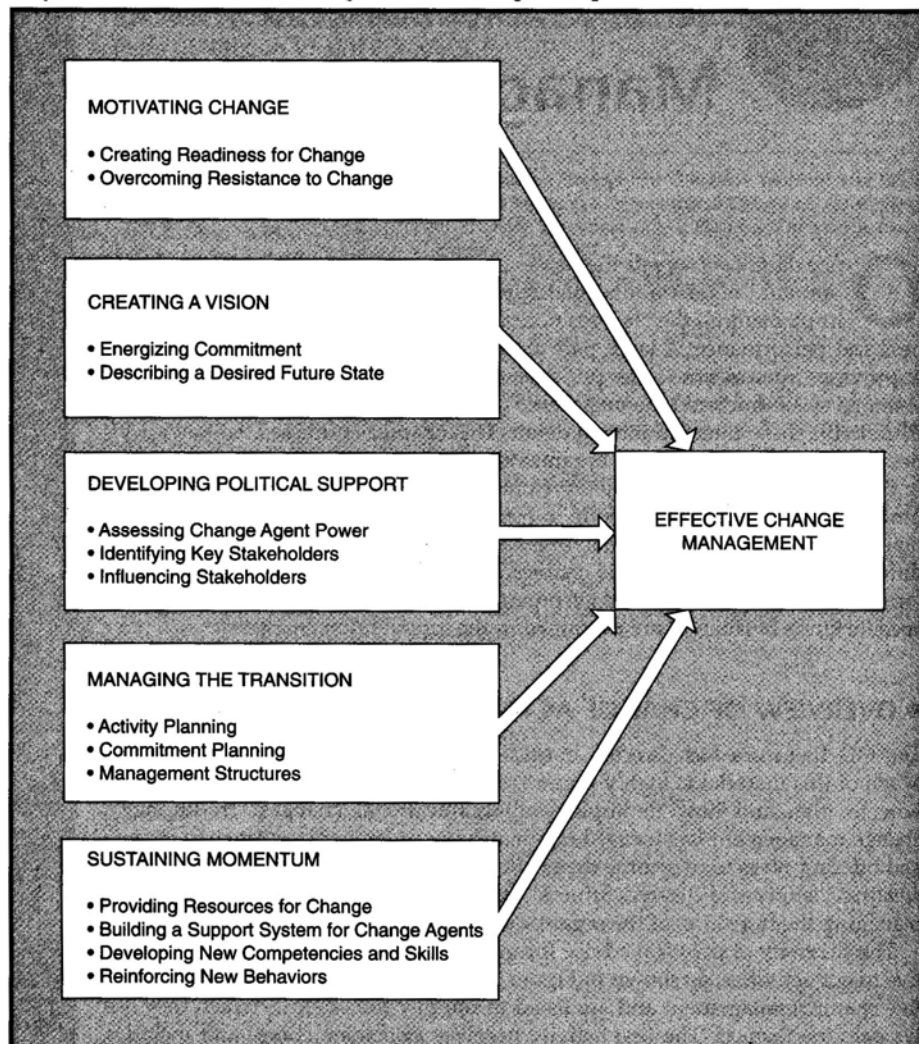 MOTIVATING CHANGE
• Creating Readiness for Change
• Overcoming Resistance to Change
CREATING A VISION
• Energizing Commitment
• Describing a Desired Future State
DEVELOPING POLITICAL SUPPORT
• Assessing Change Agent Power
• Identifying Key Stakeholders
• Influencing Stakeholders
MANAGING THE TRANSITION
• Activity Planning
• Commitment Planning
• Management Structures
SUSTAINING MOMENTUM
• Providing Resources for Change
• Building a Support System for Change Agents
• Developing New Competencies and Skills
• Reinforcing New Behaviors
EFFECTIVE CHANGE
MANAGEMENT